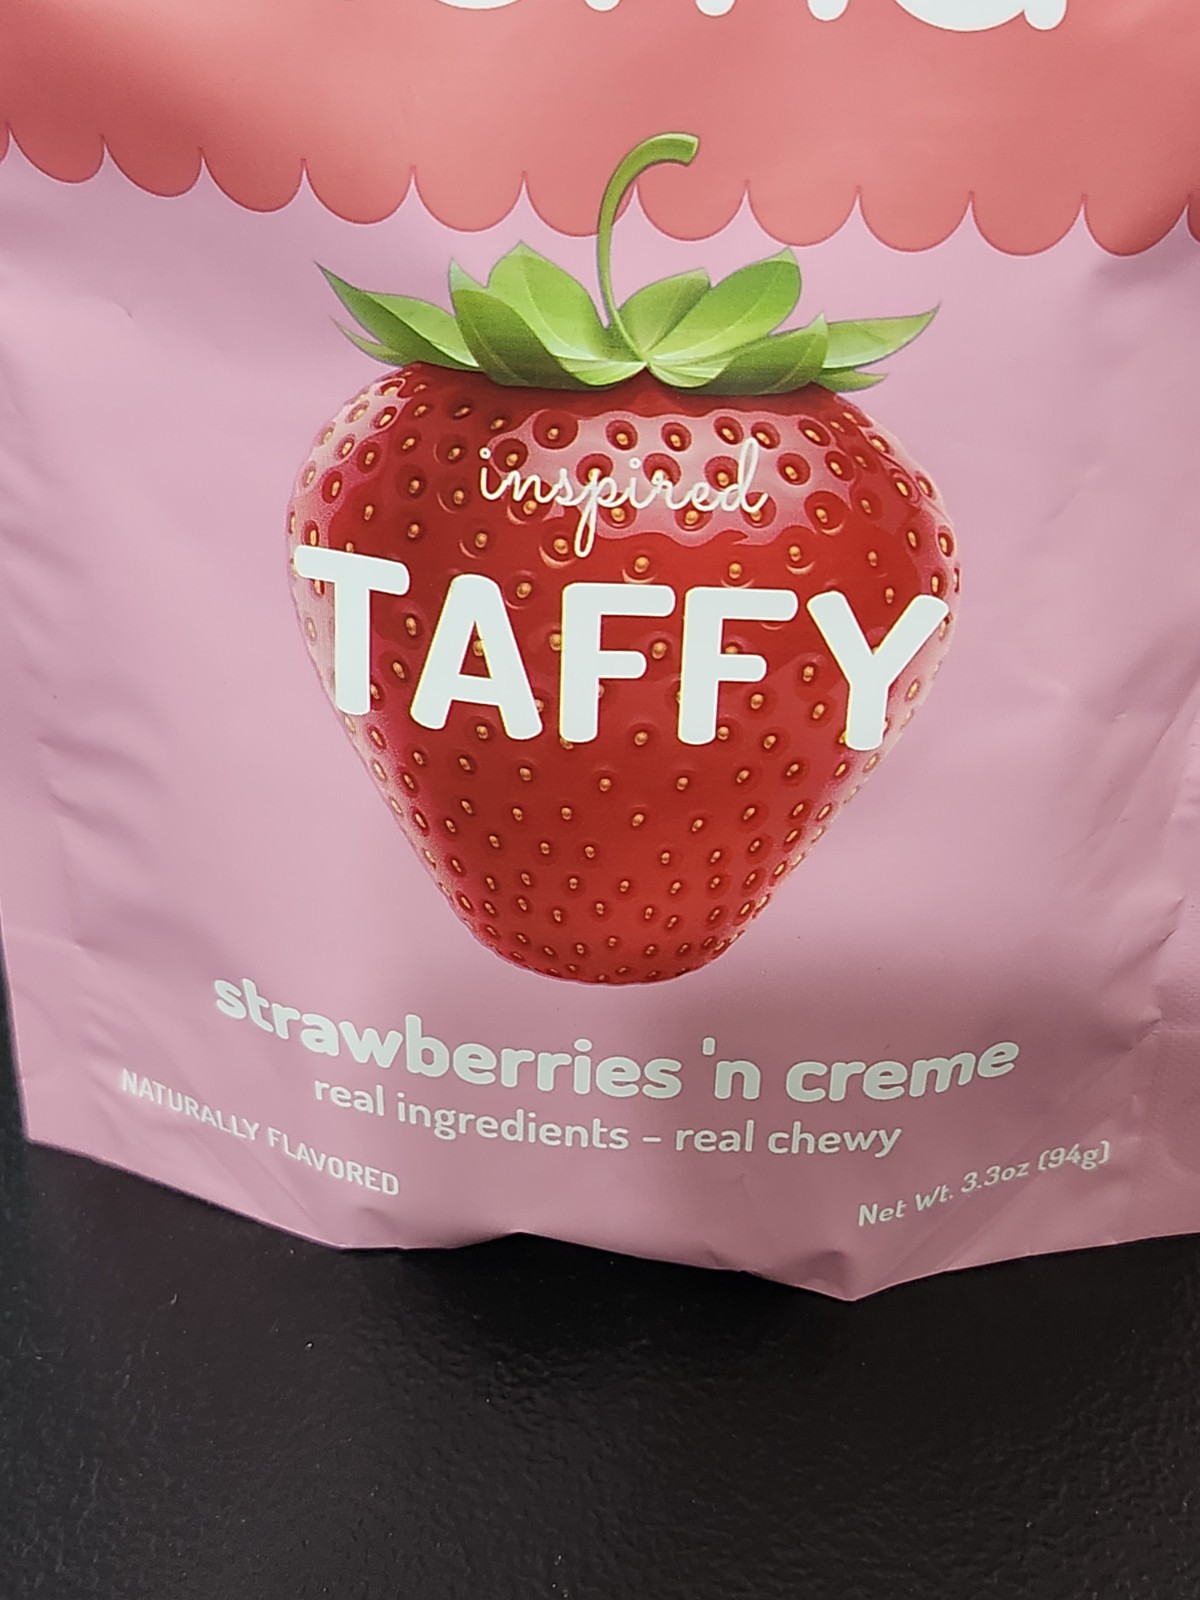 inspired
TAFFY
strawberries 'n creme
real ingredients - real chewy
NATURALLY FLAVORED
Net Wt. 3.3oz (94g)